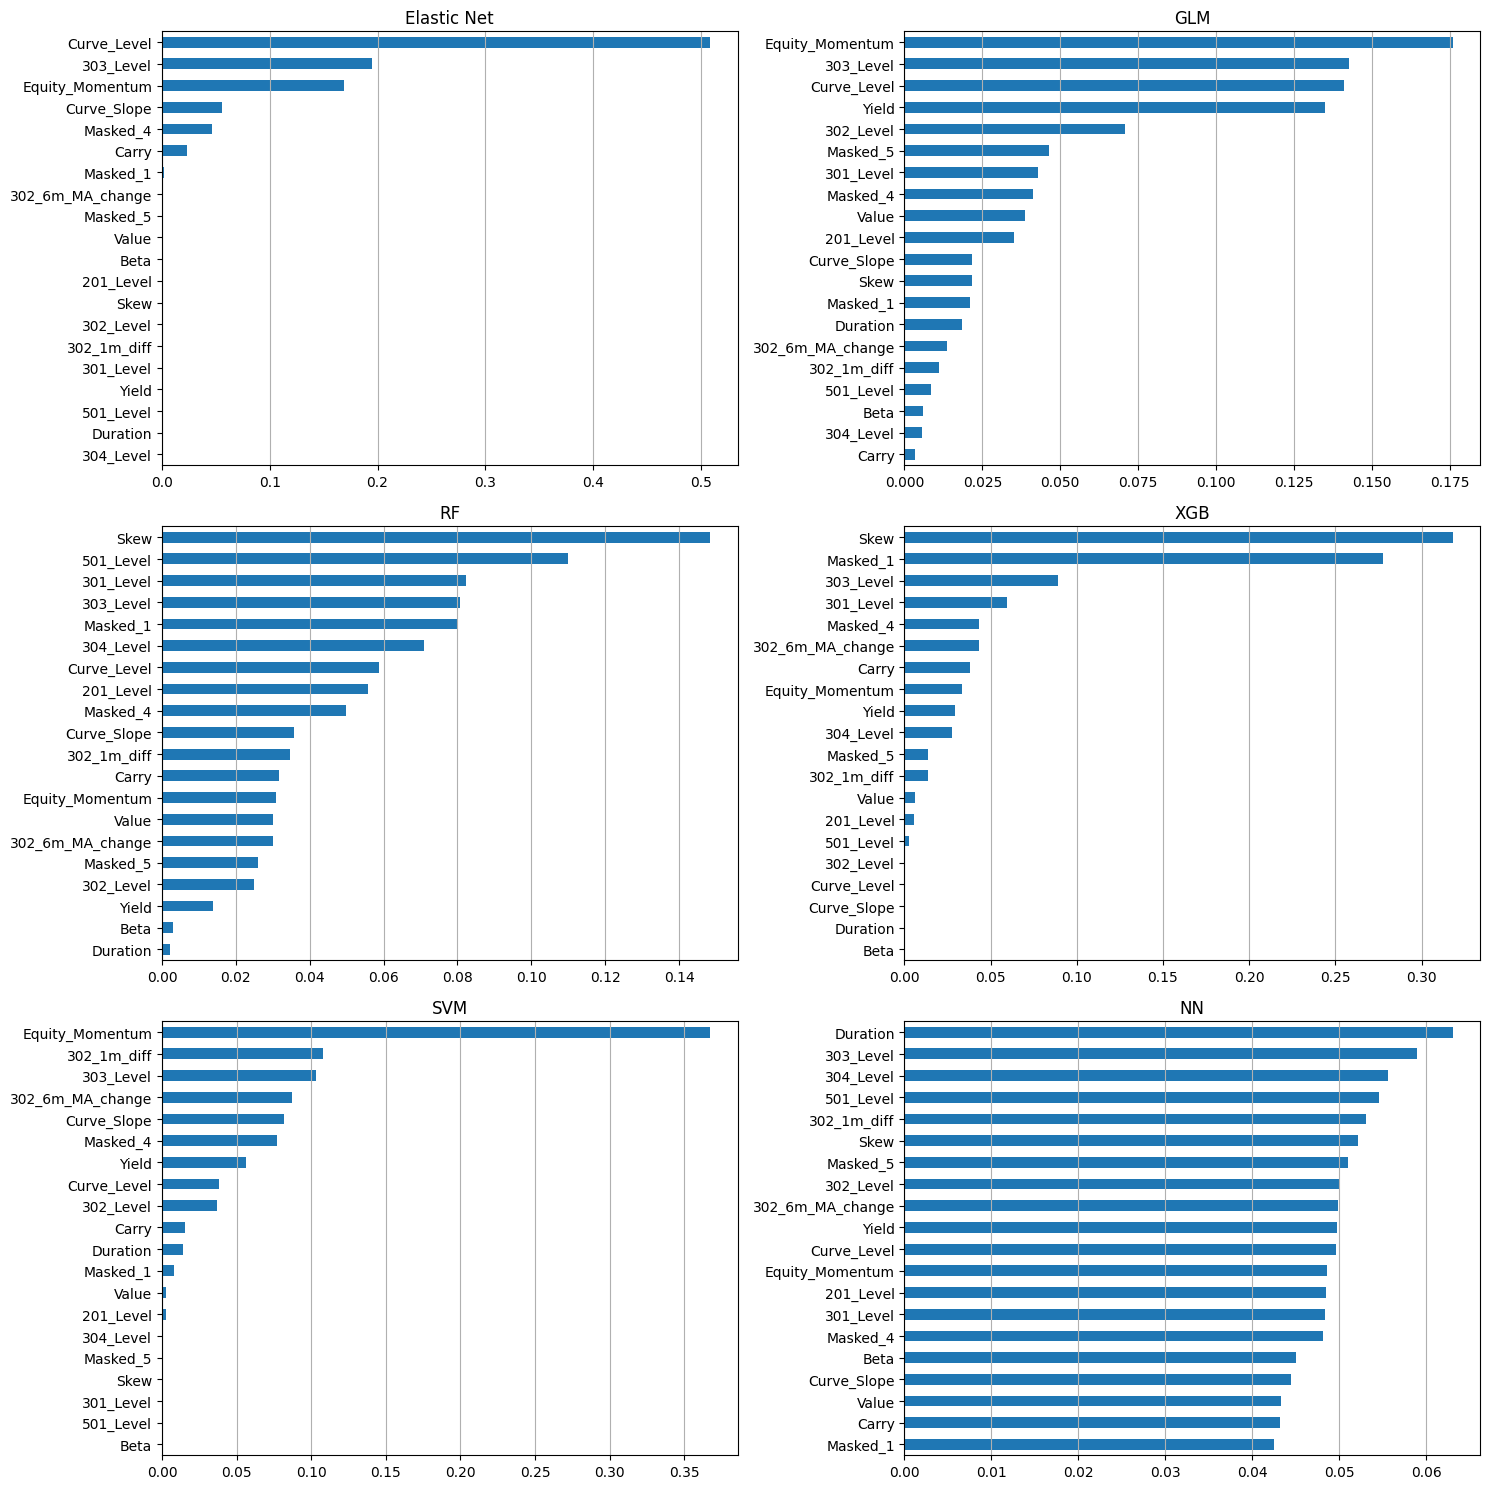 Elastic Net
Curve_Level
303_Level
Equity_Momentum
Curve_Slope
Masked_4
Carry
Masked_1
302_6m_MA_change
Masked_5
Value
Beta
201_Level
Skew
302_Level
302_1m_diff
301_Level
Yield
501_Level
Duration
304_Level
0.0 0.1 0.2 0.3 0.4 0.5
GLM
Equity_Momentum
303_Level
Curve_Level
Yield
302_Level
Masked_5
301_Level
Masked_4
Value
201_Level
Curve_Slope
Skew
Masked_1
Duration
302_6m_MA_change
302_1m_diff
501_Level
Beta
304_Level
Carry
0.000 0.025 0.050 0.075 0.100 0.125 0.150 0.175
RF
Skew
501_Level
301_Level
303_Level
Masked_1
304_Level
Curve_Level
201_Level
Masked_4
Curve_Slope
302_1m_diff
Carry
Equity_Momentum
Value
302_6m_MA_change
Masked_5
302_Level
Yield
Beta
Duration
0.00 0.02 0.04 0.06 0.08 0.10 0.12 0.14
XGB
Skew
Masked_1
303_Level
301_Level
Masked_4
302_6m_MA_change
Carry
Equity_Momentum
Yield
304_Level
Masked_5
302_1m_diff
Value
201_Level
501_Level
302_Level
Curve_Level
Curve_Slope
Duration
Beta
0.00 0.05 0.10 0.15 0.20 0.25 0.30
SVM
Equity_Momentum
302_1m_diff
303_Level
302_6m_MA_change
Curve_Slope
Masked_4
Yield
Curve_Level
302_Level
Carry
Duration
Masked_1
Value
201_Level
304_Level
Masked_5
Skew
301_Level
501_Level
Beta
0.00 0.05 0.10 0.15 0.20 0.25 0.30 0.35
NN
Duration
303_Level
304_Level
501_Level
302_1m_diff
Skew
Masked_5
302_Level
302_6m_MA_change
Yield
Curve_Level
Equity_Momentum
201_Level
301_Level
Masked_4
Beta
Curve_Slope
Value
Carry
Masked_1
0.00 0.01 0.02 0.03 0.04 0.05 0.06